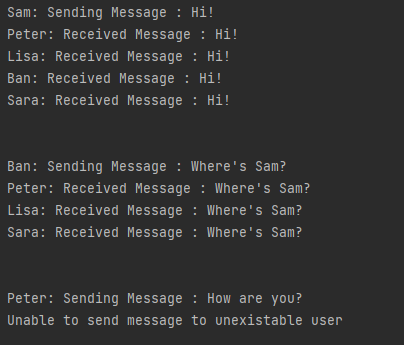 Sam: Sending Message : Hi!
Peter: Received Message : Hi!
Lisa: Received Message : Hi!
Ban: Received Message : Hi!
Sara: Received Message : Hi!
Ban: Sending Message : Where's Sam?
Peter: Received Message : Where's Sam?
Lisa: Received Message : Where's Sam?
Sara: Received Message : Where's Sam?
Peter: Sending Message : How are you?
Unable to send message to unexistable user